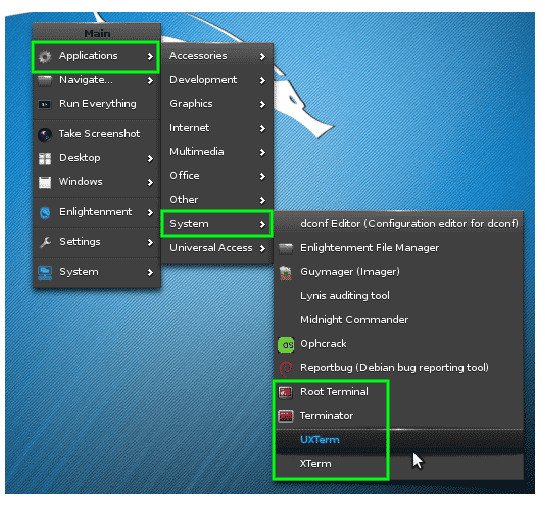 Main
Applications
Navigate...
Run Everything
Take Screenshot
Desktop
Windows
Enlightenment
Settings
System
Accessories
Development
Graphics
Internet
Multimedia
Office
Other
System
Universal Access
dconf Editor (Configuration editor for dconf)
Enlightenment File Manager
Guymager (Imager)
Lynis auditing tool
Midnight Commander
os Ophcrack
Reportbug (Debian bug reporting tool)
Root Terminal
Terminator
UXTerm
XTerm